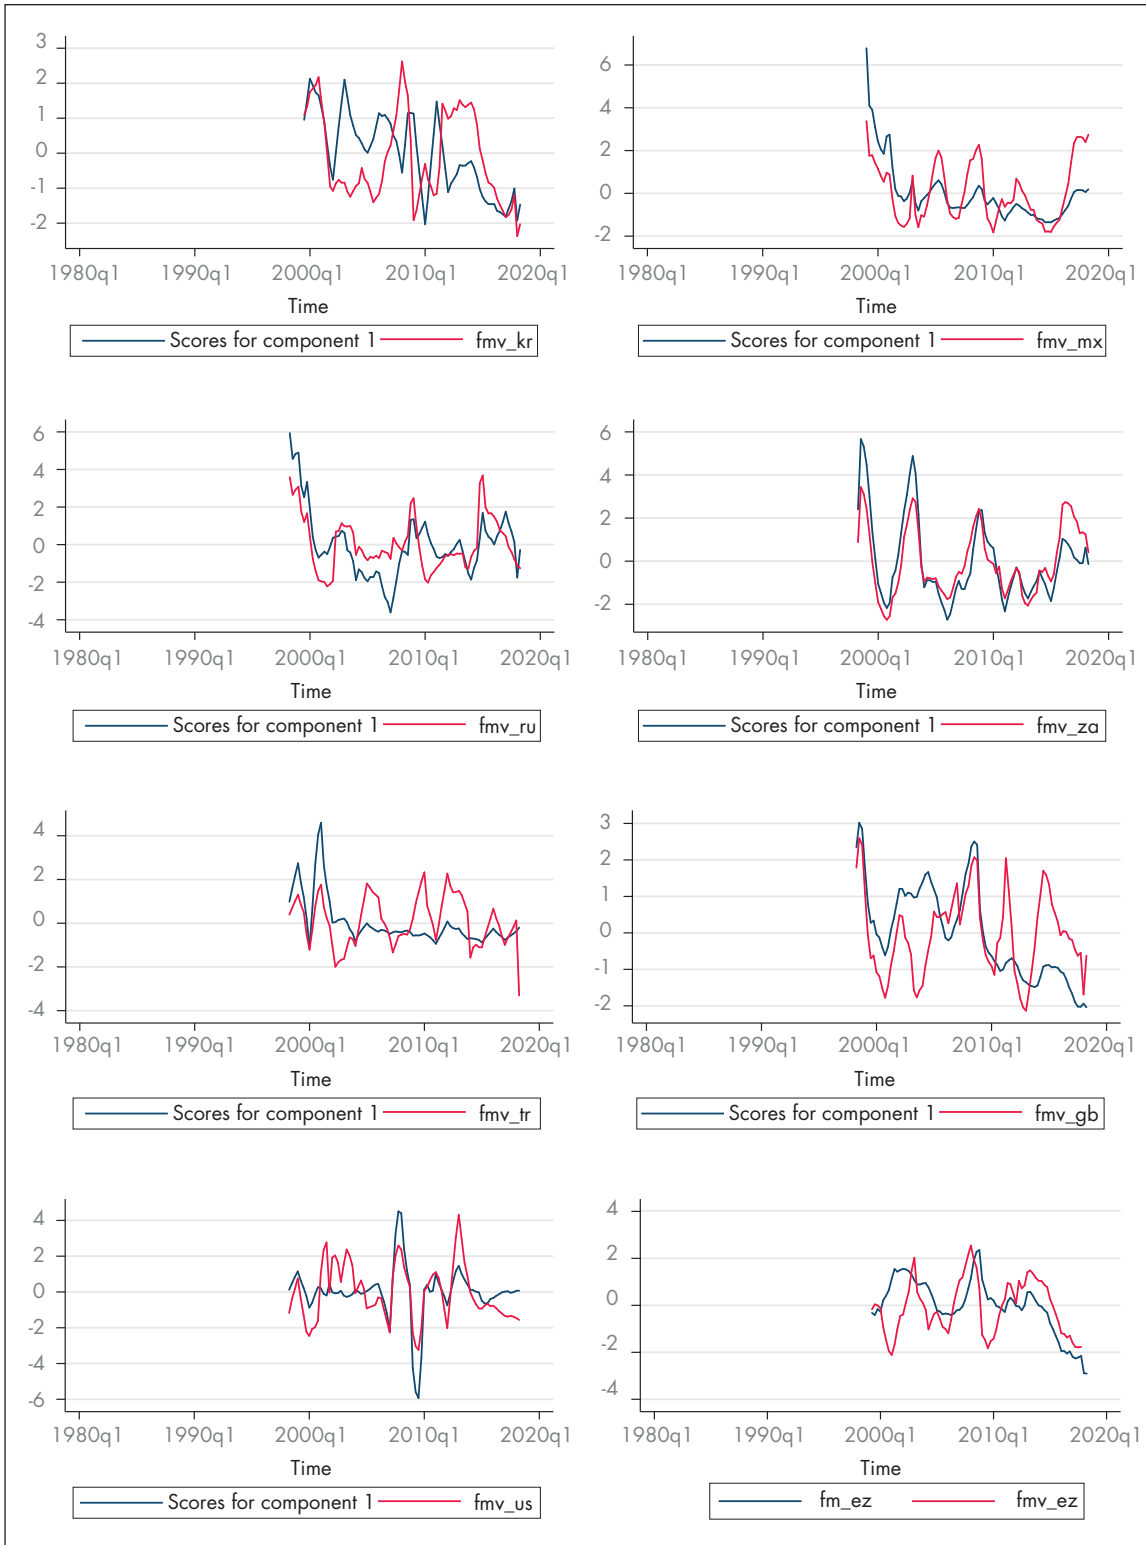 3
2
1
0
-1
-2
1980q1 1990q1 2000q1 2010q1 2020q1
Time
Scores for component 1 fmv_kr
6
4
2
0
-2
1980q1 1990q1 2000q1 2010q1 2020q1
Time
Scores for component 1 fmv_mx
6
4
2
0
-2
-4
1980q1 1990q1 2000q1 2010q1 2020q1
Time
Scores for component 1 fmv_ru
6
4
2
0
-2
1980q1 1990q1 2000q1 2010q1 2020q1
Time
Scores for component 1 fmv_za
4
2
0
-2
-4
1980q1 1990q1 2000q1 2010q1 2020q1
Time
Scores for component 1 fmv_tr
3
2
1
0
-1
-2
1980q1 1990q1 2000q1 2010q1 2020q1
Time
Scores for component 1 fmv_gb
4
2
0
-2
-4
-6
1980q1 1990q1 2000q1 2010q1 2020q1
Time
Scores for component 1 fmv_us
4
2
0
-2
-4
1980q1 1990q1 2000q1 2010q1 2020q1
Time
fm_ez fmv_ez